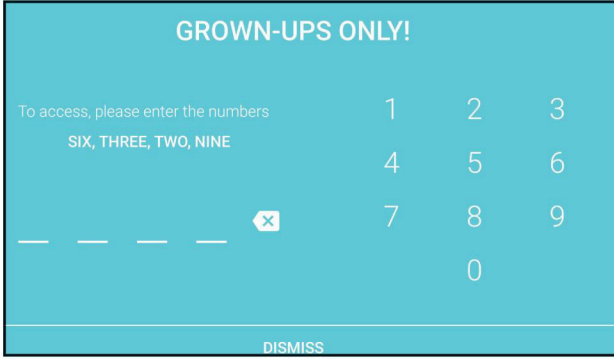 GROWN-UPS ONLY!
To access, please enter the numbers
SIX, THREE, TWO, NINE
1 2 3
4 5 6
7 8 9
0
DISMISS